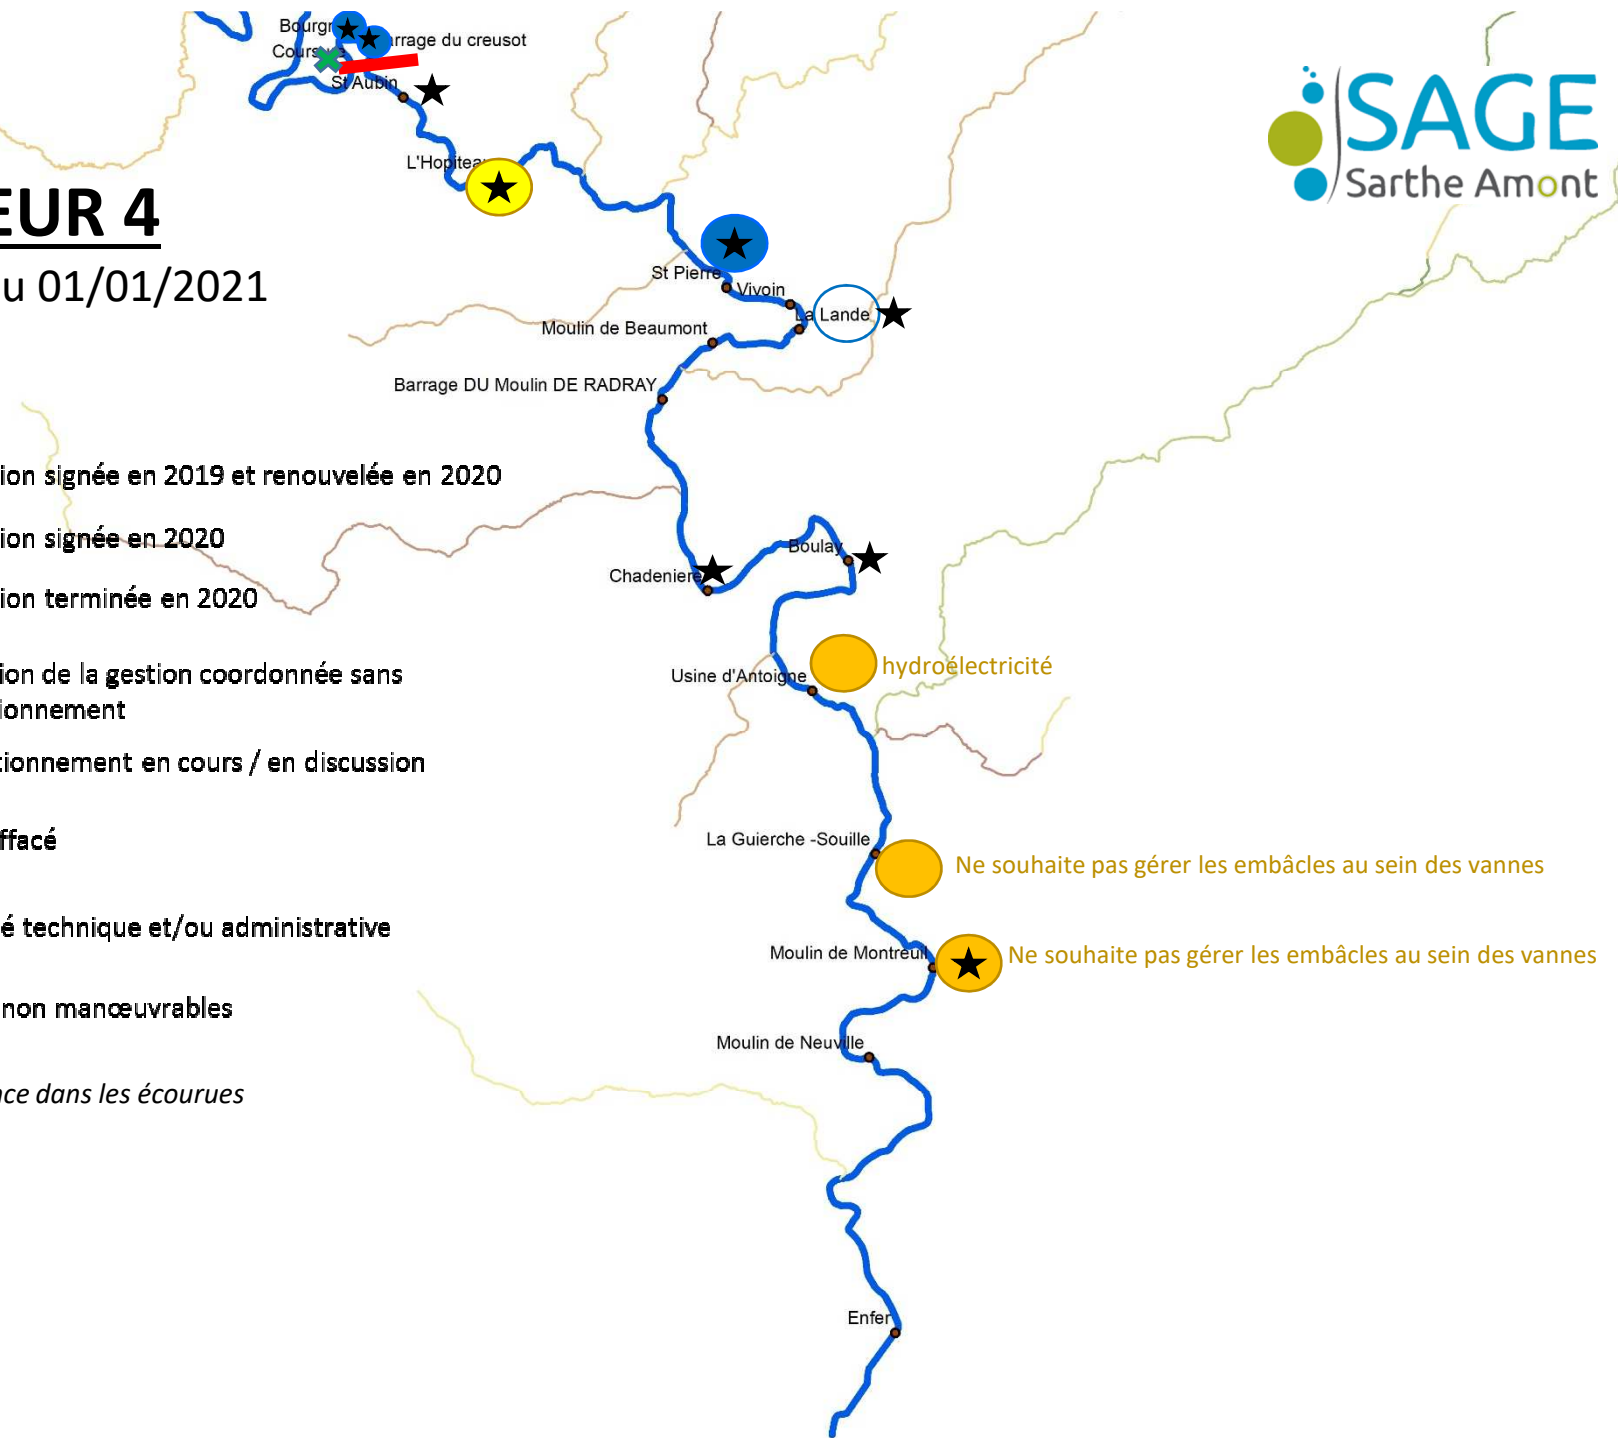 Bourgn
arrage du creusot
Cours
St Aubin
SAGE
Sarthe Amont
L'Hopiteau
EUR 4
u 01/01/2021
St Pierre
Vivoin
La Lande
Moulin de Beaumont
Barrage DU Moulin DE RADRAY
ion signée en 2019 et renouvelée en 2020
ion signée en 2020
Boulay
Chadeniere
ion terminée en 2020
hydroélectricité
Usine d'Antoigne
ion de la gestion coordonnée sans
ionnement
tionnement en cours / en discussion
ffacé
La Guierche -Souille
Ne souhaite pas gérer les embâcles au sein des vannes
é technique et/ou administrative
Moulin de Montreuil
Ne souhaite pas gérer les embâcles au sein des vannes
non manœuvrables
Moulin de Neuville
nce dans les écourues
Enfer